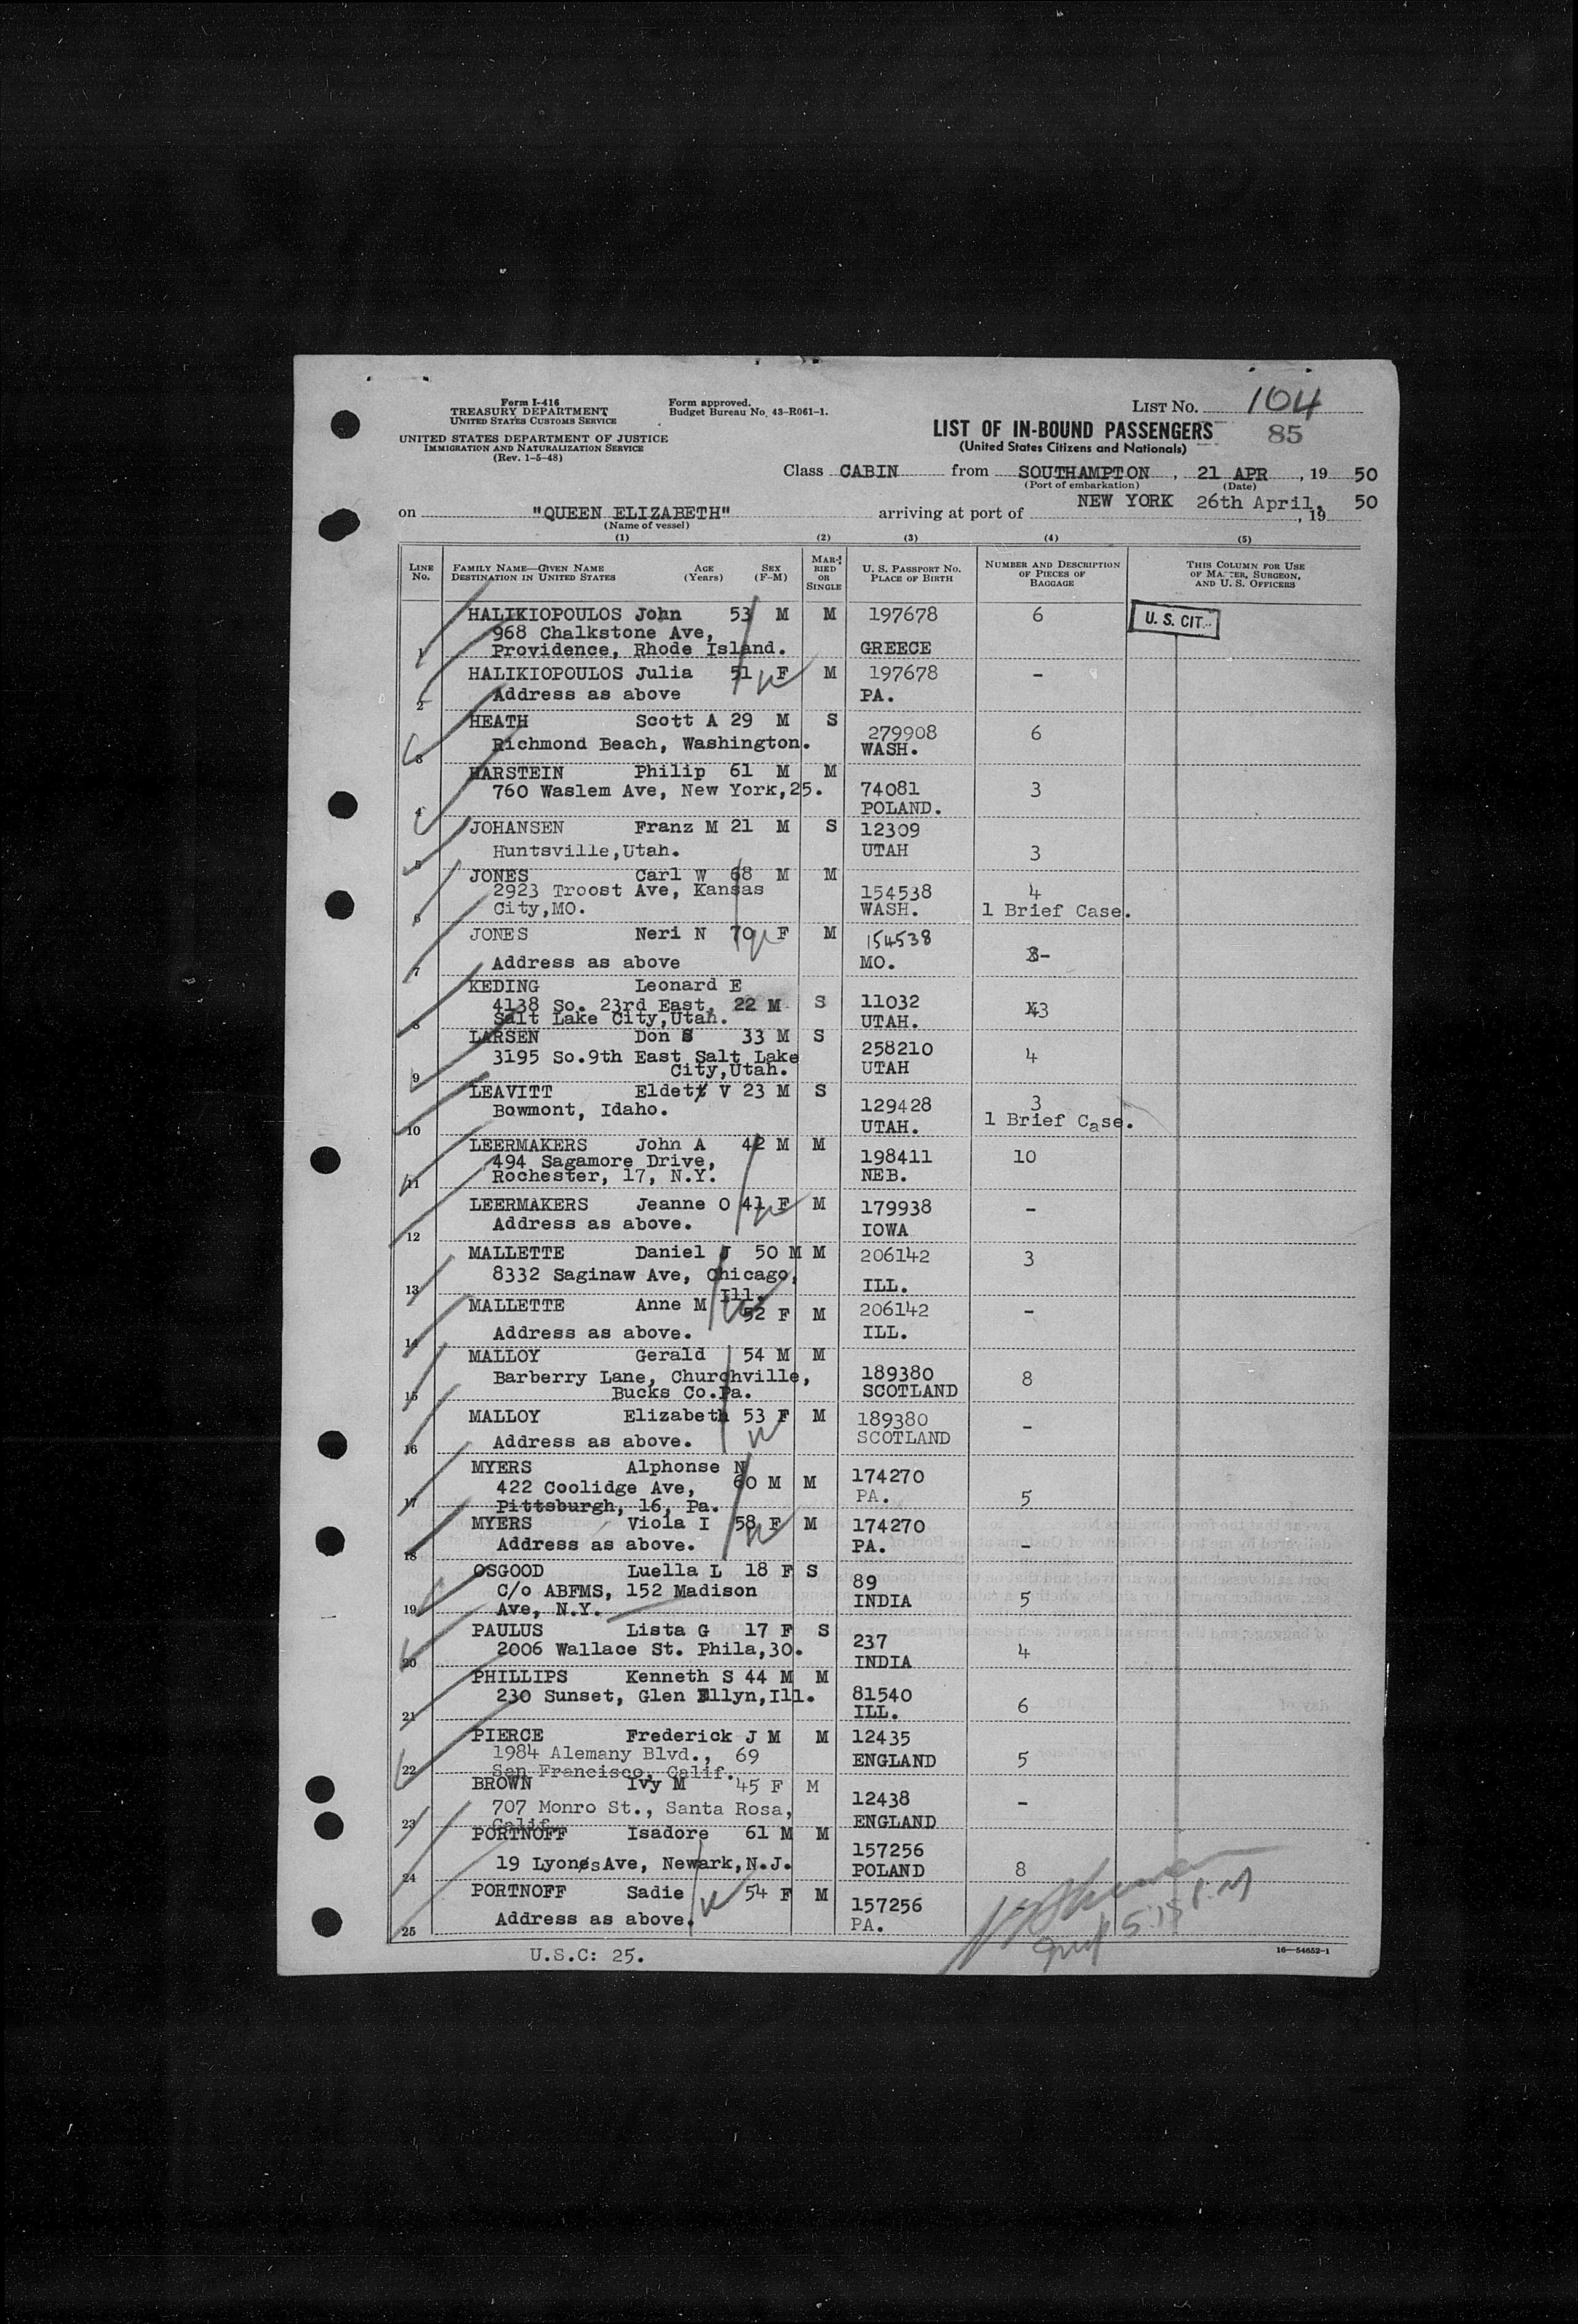 Form I-416
TREASURY DEPARTMENT
UNITED STATES CUSTOMS SERVICE
UNITED STATES DEPARTMENT OF JUSTICE
IMMIGRATION AND NATURALIZATION SERVICE
(Rev. 1-5-48)
Form approved.
Budget Bureau No. 43-R061-1.
LIST NO. 104
85
LIST OF IN-BOUND PASSENGERS
(United States Citizens and Nationals)
Class CABIN from SOUTHAMPTON, 21 APR, 19 50
(Port of embarkation) (Date)
on "QUEEN ELIZABETH" arriving at port of NEW YORK 26th April, 19 50
(Name of vessel)
(1) (2) (3) (4) (5)
LINE No. FAMILY NAME—GIVEN NAME DESTINATION IN UNITED STATES AGE (Years) SEX (F-M) MARRIED OR SINGLE U. S. PASSPORT NO. PLACE OF BIRTH NUMBER AND DESCRIPTION OF PIECES OF BAGGAGE THIS COLUMN FOR USE OF MASTER, SURGEON, AND U. S. OFFICERS
HALIKIOPOULOS John 53 M M 197678 6 U. S. CIT.
968 Chalkstone Ave,
1 Providence, Rhode Island. GREECE
HALIKIOPOULOS Julia 51 F M 197678 -
2 Address as above PA.
HEATH Scott A 29 M S 279908 6
3 Richmond Beach, Washington. WASH.
HARSTEIN Philip 61 M M
760 Waslem Ave, New York,25. 74081 3
4 POLAND.
JOHANSEN Franz M 21 M S 12309
5 Huntsville,Utah. UTAH 3
JONES Carl W 68 M M
2923 Troost Ave, Kansas 154538 4
6 City,MO. WASH. 1 Brief Case.
JONES Neri N 70 F M 154538
7 Address as above MO. -
KEDING Leonard E
4138 So. 23rd East, 22 M S 11032 3
8 Salt Lake City,Utah. UTAH.
LARSEN Don S 33 M S 258210
3195 So.9th East Salt Lake 4
9 City,Utah. UTAH
LEAVITT Eldett V 23 M S 129428 3
10 Bowmont, Idaho. UTAH. 1 Brief Case.
LEERMAKERS John A 42 M M 198411 10
494 Sagamore Drive,
11 Rochester, 17, N.Y. NEB.
LEERMAKERS Jeanne O 41 F M 179938 -
12 Address as above. IOWA
MALLETTE Daniel J 50 M M 206142 3
8332 Saginaw Ave, Chicago,
13 Ill. ILL.
MALLETTE Anne M 52 F M 206142 -
14 Address as above. ILL.
MALLOY Gerald 54 M M 189380 8
Barberry Lane, Churchville,
15 Bucks Co.Pa. SCOTLAND
MALLOY Elizabeth 53 F M 189380 -
16 Address as above. SCOTLAND
MYERS Alphonse N
422 Coolidge Ave, 60 M M 174270
17 Pittsburgh, 16, Pa. PA. 5
MYERS Viola I 58 F M 174270 -
18 Address as above. PA.
OSGOOD Luella L 18 F S 89
C/o ABFMS, 152 Madison
19 Ave, N.Y. INDIA 5
PAULUS Lista G 17 F S 237 4
20 2006 Wallace St. Phila,30. INDIA
PHILLIPS Kenneth S 44 M M 81540
21 230 Sunset, Glen Ellyn,Ill. ILL. 6
PIERCE Frederick J M M 12435
1984 Alemany Blvd., 69 ENGLAND 5
22 San Francisco, Calif.
BROWN Ivy M 45 F M 12438 -
707 Monro St., Santa Rosa,
23 Calif. ENGLAND
PORTNOFF Isadore 61 M M 157256
24 19 Lyons Ave, Newark,N.J. POLAND 8
PORTNOFF Sadie 54 F M 157256
25 Address as above. PA.
U.S.C: 25.
16—54652-1